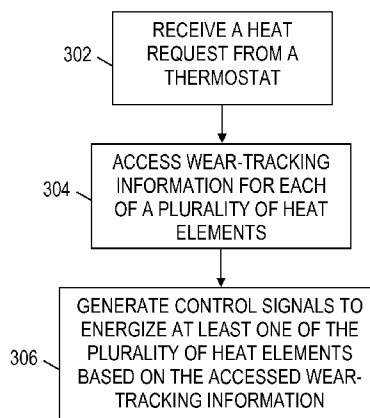 302
RECEIVE A HEAT
REQUEST FROM A
THERMOSTAT
304
ACCESS WEAR-TRACKING
INFORMATION FOR EACH
OF A PLURALITY OF HEAT
ELEMENTS
306
GENERATE CONTROL SIGNALS TO
ENERGIZE AT LEAST ONE OF THE
PLURALITY OF HEAT ELEMENTS
BASED ON THE ACCESSED WEAR-
TRACKING INFORMATION